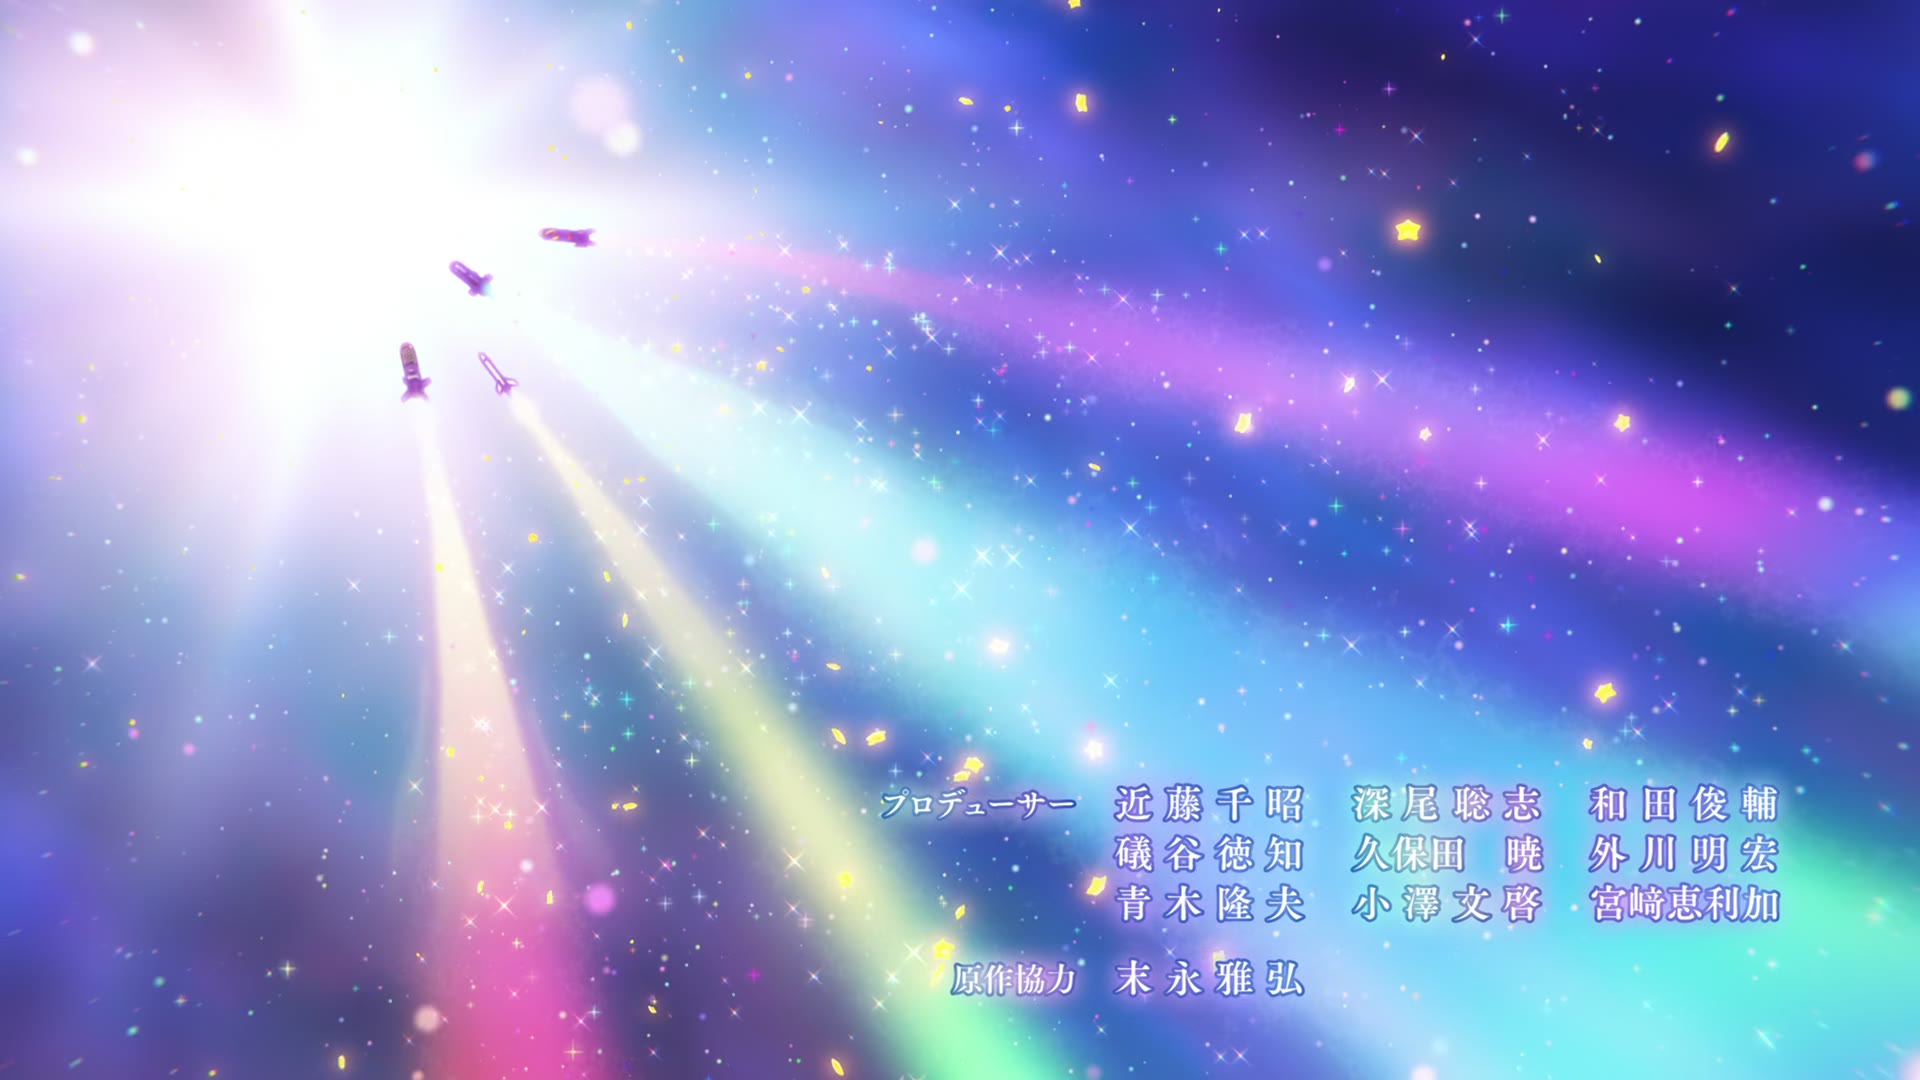 プロデューサー 近藤千昭 深尾聡志 和田俊輔
礒谷徳知 久保田 暁 外川明宏
青木隆夫 小澤文啓 宮﨑恵利加
原作協力 末永雅弘